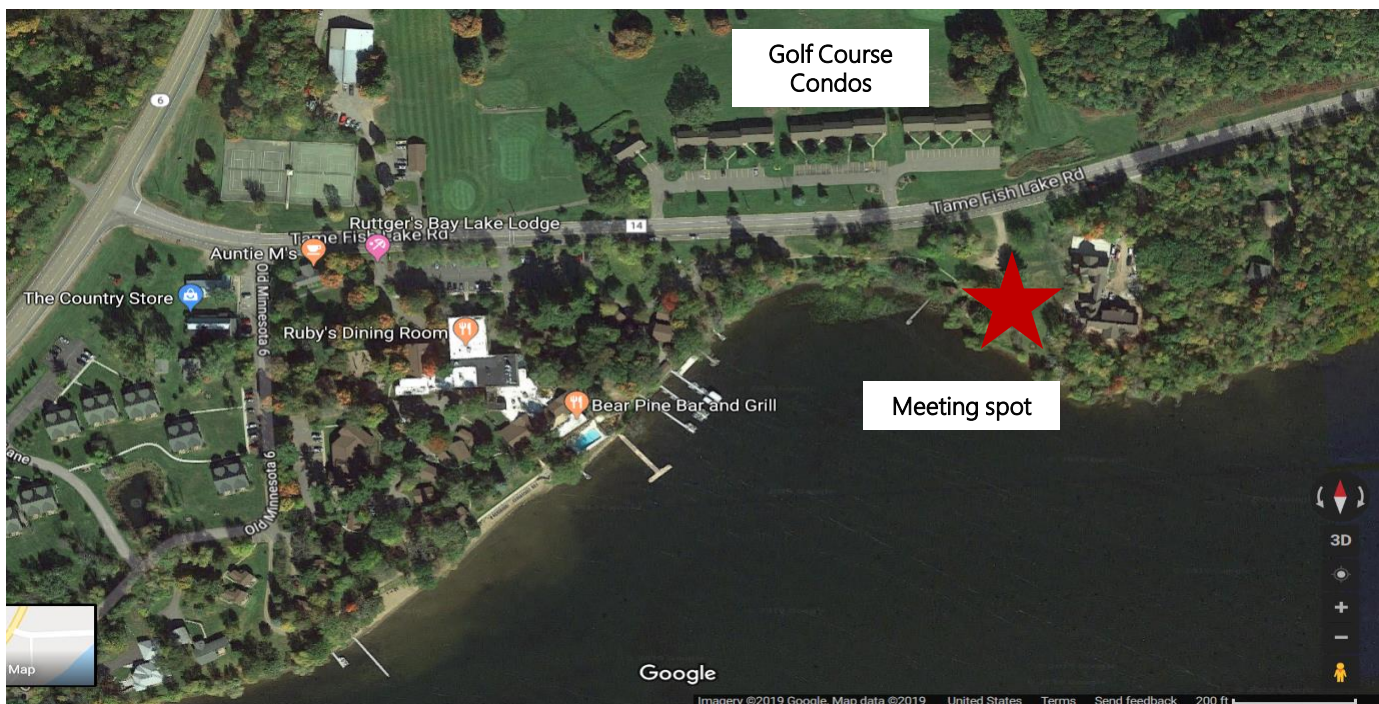 Golf Course
Condos
6
Tame Fish Lake Rd
Ruttger's Bay Lake Lodge
14
Tame Fish Lake Rd
Auntie M's
Old Minnesota 6
The Country Store
Ruby's Dining Room
Bear Pine Bar and Grill
Meeting spot
ane
Old Minnesota 6
3D
Map
Google
Imagery ©2019 Google, Map data ©2019 United States Terms Send feedback 200 ft